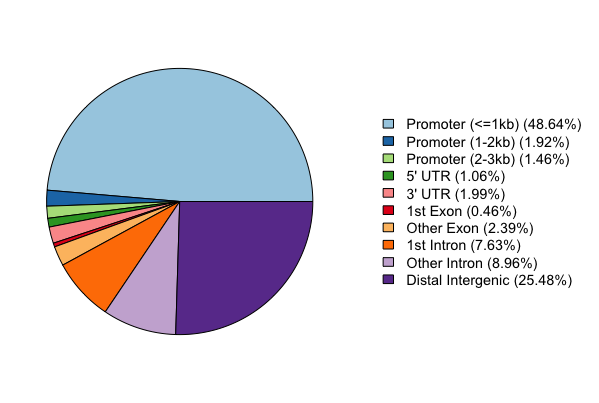 Promoter (<=1kb) (48.64%)
Promoter (1-2kb) (1.92%)
Promoter (2-3kb) (1.46%)
5' UTR (1.06%)
3' UTR (1.99%)
1st Exon (0.46%)
Other Exon (2.39%)
1st Intron (7.63%)
Other Intron (8.96%)
Distal Intergenic (25.48%)